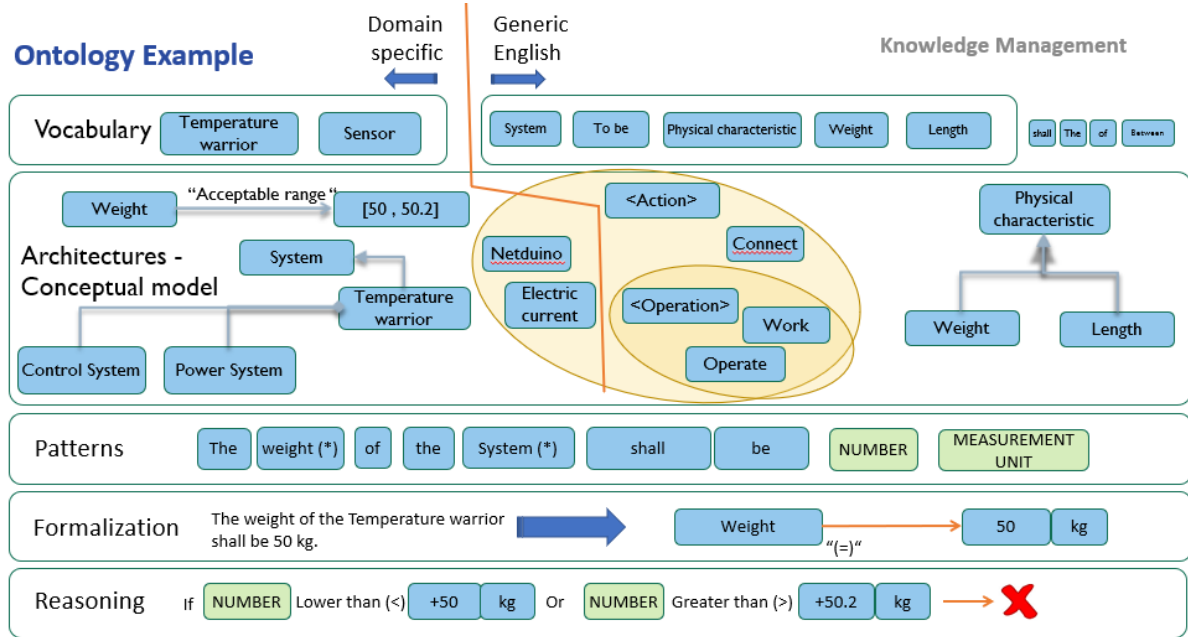 Ontology Example
Domain
specific
Generic
English
Knowledge Management
Vocabulary
Temperature
warrior
Sensor
System
To be
Physical characteristic
Weight
Length
shall
The
of
Between
Weight
“Acceptable range“
[50 , 50.2]
Architectures -
Conceptual model
System
Temperature
warrior
Control System
Power System
<Action>
Netduino
Connect
Electric
current
<Operation>
Work
Operate
Physical
characteristic
Weight
Length
Patterns
The
weight (*)
of
the
System (*)
shall
be
NUMBER
MEASUREMENT
UNIT
Formalization
The weight of the Temperature warrior
shall be 50 kg.
Weight
“(=)“
50
kg
Reasoning
If
NUMBER
Lower than (<)
+50
kg
Or
NUMBER
Greater than (>)
+50.2
kg